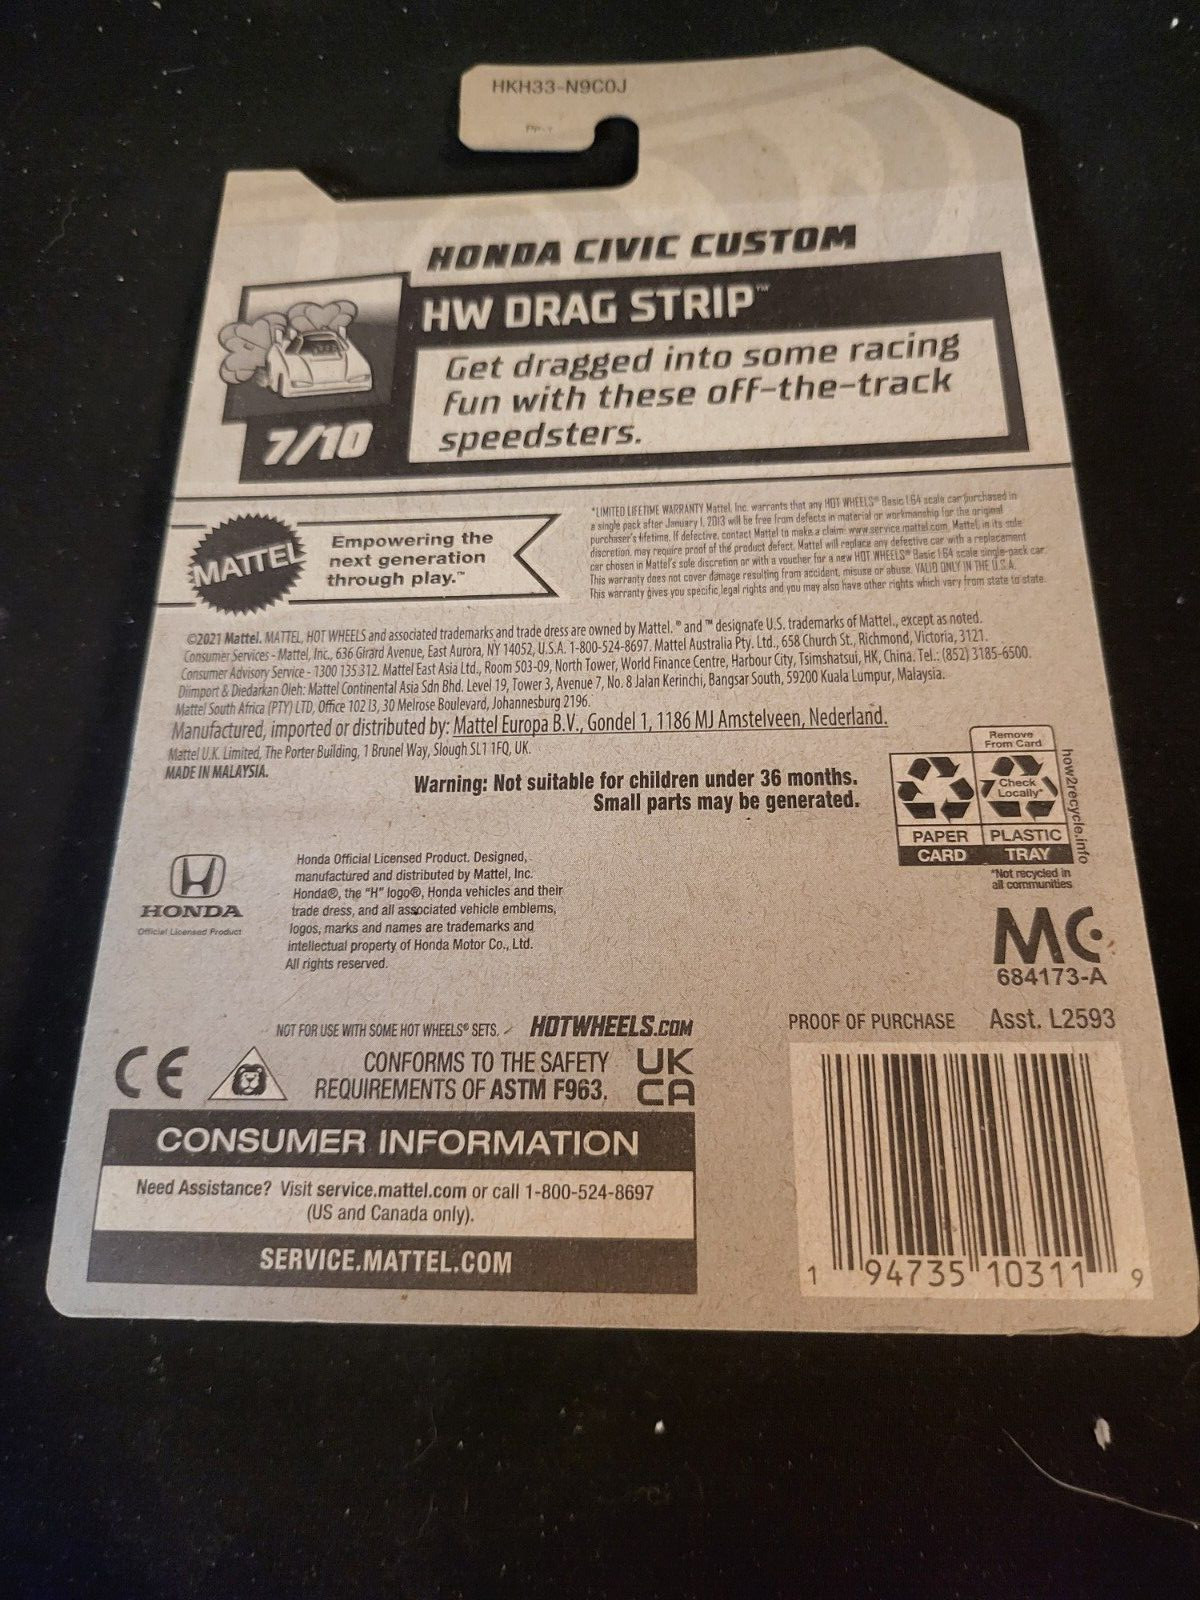 HKH33-N9C0J
HONDA CIVIC CUSTOM
HW DRAG STRIP™
Get dragged into some racing
fun with these off-the-track
speedsters.
7/10
MATTEL
Empowering the
next generation
through play.™
*LIMITED LIFETIME WARRANTY Mattel, Inc. warrants that any HOT WHEELS® Basic 1:64 scale car purchased in
a single pack after January 1, 2013 will be free from defects in material or workmanship for the original
purchaser's lifetime. If defective, contact Mattel to make a claim: www.service.mattel.com. Mattel, in its sole
discretion, may require proof of the product defect. Mattel will replace any defective car with a replacement
car chosen in Mattel's sole discretion or with a voucher for a new HOT WHEELS® Basic 1:64 scale single-pack car.
This warranty does not cover damage resulting from accident, misuse or abuse. VALID ONLY IN THE U.S.A.
This warranty gives you specific legal rights and you may also have other rights which vary from state to state.
©2021 Mattel. MATTEL, HOT WHEELS and associated trademarks and trade dress are owned by Mattel. ® and ™ designate U.S. trademarks of Mattel., except as noted.
Consumer Services - Mattel, Inc., 636 Girard Avenue, East Aurora, NY 14052, U.S.A. 1-800-524-8697. Mattel Australia Pty. Ltd., 658 Church St., Richmond, Victoria, 3121.
Consumer Advisory Service - 1300 135 312. Mattel East Asia Ltd., Room 503-09, North Tower, World Finance Centre, Harbour City, Tsimshatsui, HK, China. Tel.: (852) 3185-6500.
Diimport & Diedarkan Oleh: Mattel Continental Asia Sdn Bhd. Level 19, Tower 3, Avenue 7, No. 8 Jalan Kerinchi, Bangsar South, 59200 Kuala Lumpur, Malaysia.
Mattel South Africa (PTY) LTD, Office 102 I3, 30 Melrose Boulevard, Johannesburg 2196.
Manufactured, imported or distributed by: Mattel Europa B.V., Gondel 1, 1186 MJ Amstelveen, Nederland.
Mattel U.K. Limited, The Porter Building, 1 Brunel Way, Slough SL1 1FQ, UK.
MADE IN MALAYSIA.
Warning: Not suitable for children under 36 months.
Small parts may be generated.
Remove
From Card
Check
Locally*
PAPER
CARD
PLASTIC
TRAY
how2recycle.info
*Not recycled in
all communities
HONDA
Official Licensed Product
Honda Official Licensed Product. Designed,
manufactured and distributed by Mattel, Inc.
Honda®, the "H" logo®, Honda vehicles and their
trade dress, and all associated vehicle emblems,
logos, marks and names are trademarks and
intellectual property of Honda Motor Co., Ltd.
All rights reserved.
MC
684173-A
NOT FOR USE WITH SOME HOT WHEELS® SETS.
HOTWHEELS.COM
PROOF OF PURCHASE
Asst. L2593
CE
CONFORMS TO THE SAFETY
REQUIREMENTS OF ASTM F963.
UK
CA
CONSUMER INFORMATION
Need Assistance? Visit service.mattel.com or call 1-800-524-8697
(US and Canada only).
SERVICE.MATTEL.COM
1 94735 10311 9